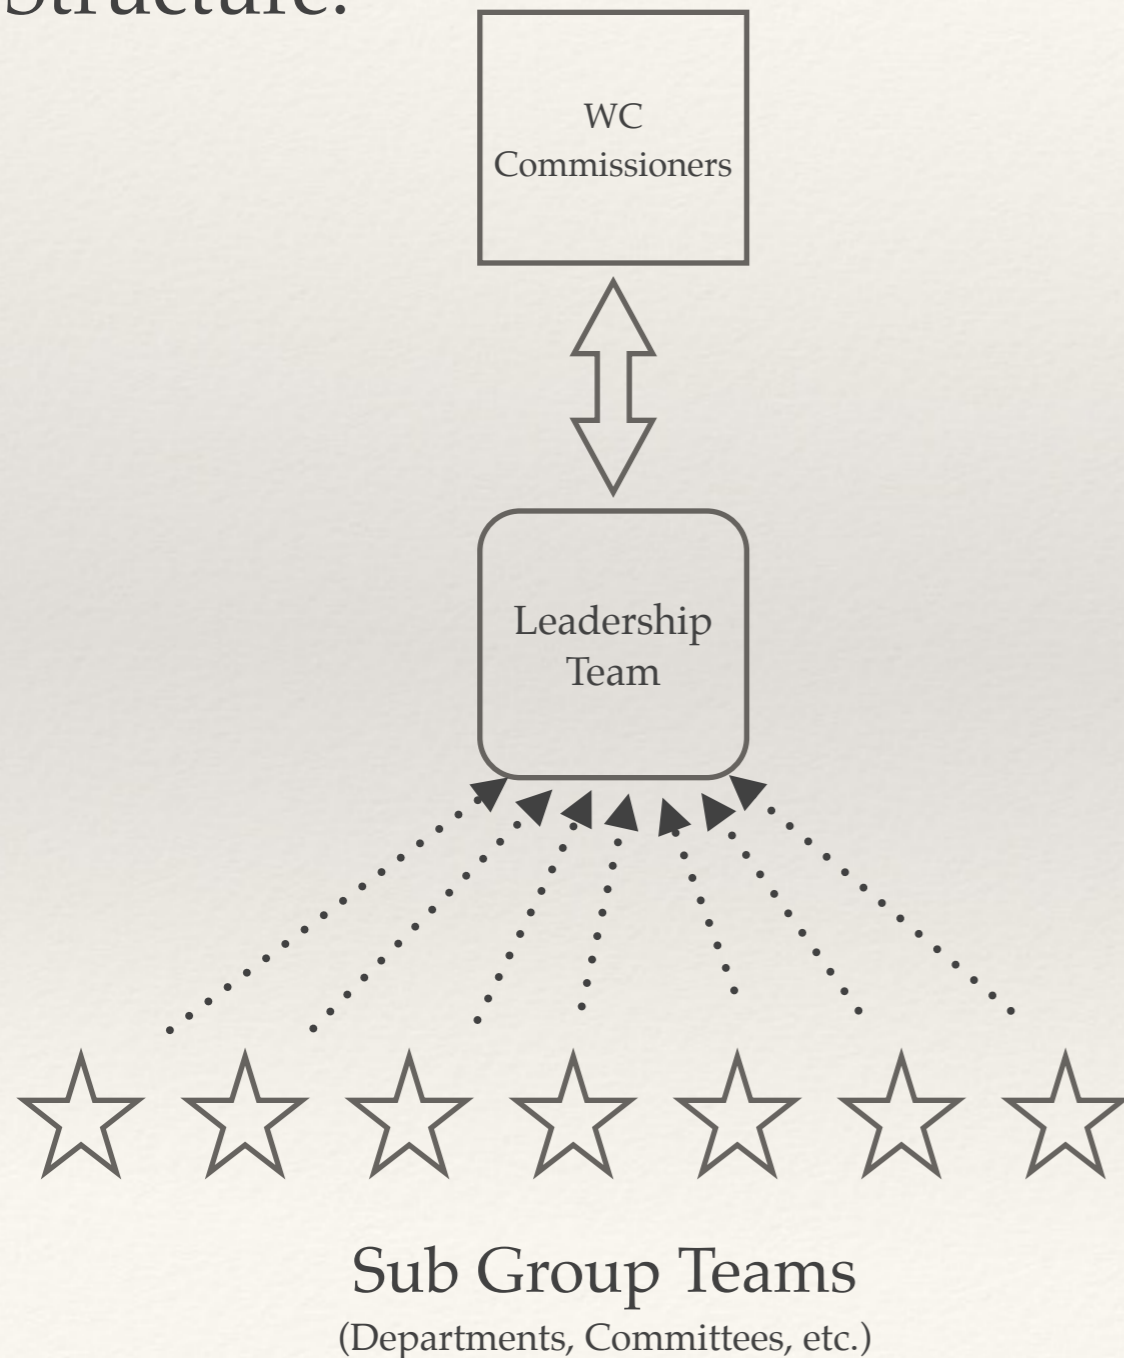 Structure:
WC
Commissioners
Leadership
Team
Sub Group Teams
(Departments, Committees, etc.)